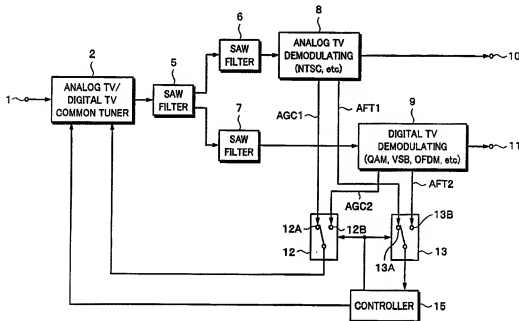 8
6
ANALOG TV
DEMODULATING
(NTSC, etc)
SAW
FILTER
10
2
5
ANALOG TV/
DIGITAL TV
COMMON TUNER
SAW
FILTER
1
AFT1
9
7
AGC1
SAW
FILTER
DIGITAL TV
DEMODULATING
(QAM, VSB, OFDM, etc)
11
AFT2
AGC2
13B
12A
12B
12
13A
13
CONTROLLER
15